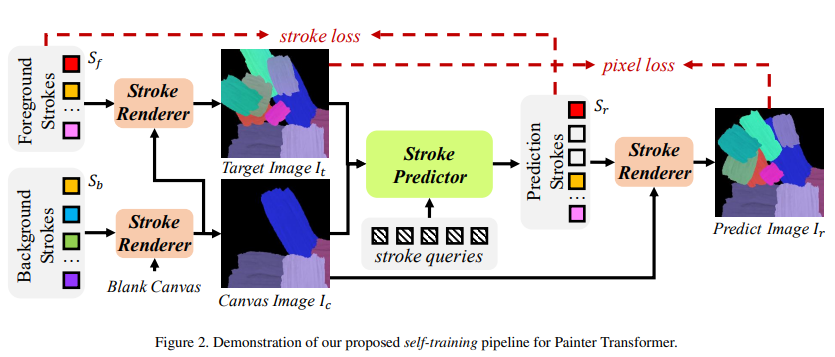 stroke loss
pixel loss
Foreground
Strokes
S_f
...
Stroke
Renderer
Target Image I_t
Background
Strokes
S_b
...
Stroke
Renderer
Blank Canvas
Canvas Image I_c
Stroke
Predictor
stroke queries
Prediction
Strokes
S_r
...
Stroke
Renderer
Predict Image I_r
Figure 2. Demonstration of our proposed self-training pipeline for Painter Transformer.